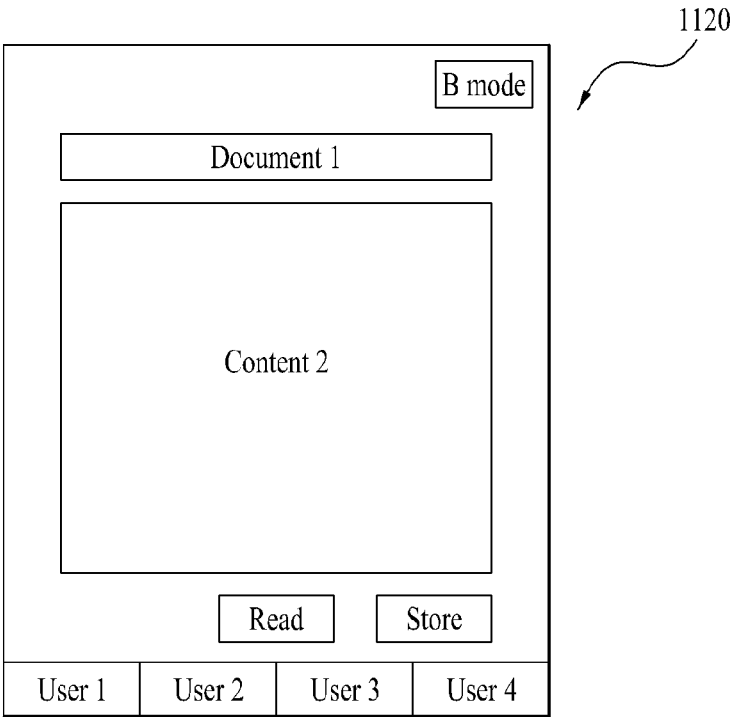 1120
B mode
Document 1
Content 2
Read Store
User 1 User 2 User 3 User 4